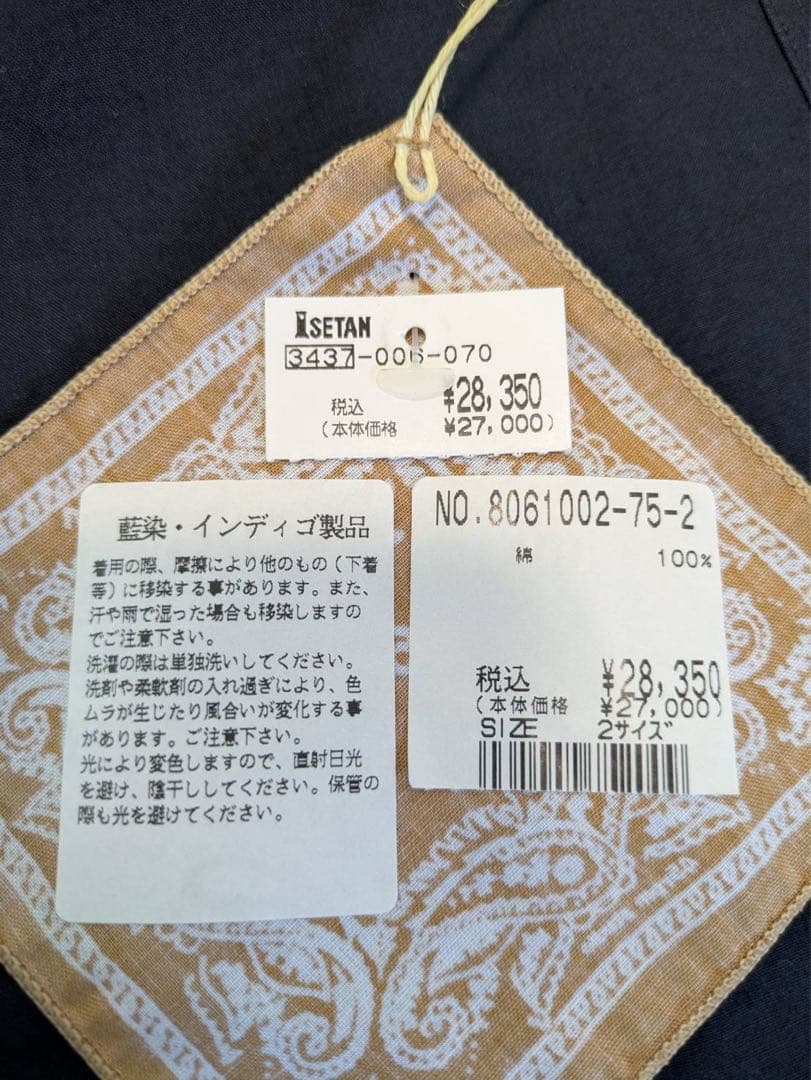 ISETAN
3437-006-070
税込 ¥28,350
(本体価格 ¥27,000)
藍染・インディゴ製品
着用の際、摩擦により他のもの(下着
等)に移染する事があります。また、
汗や雨で湿った場合も移染しますの
でご注意下さい。
洗濯の際は単独洗いしてください。
洗剤や柔軟剤の入れ過ぎにより、色
ムラが生じたり風合いが変化する事
があります。ご注意下さい。
光により変色しますので、直射日光
を避け、陰干ししてください。保管の
際も光を避けてください。
NO.8061002-75-2
綿 100%
税込 ¥28,350
(本体価格 ¥27,000)
SIZE 2サイズ